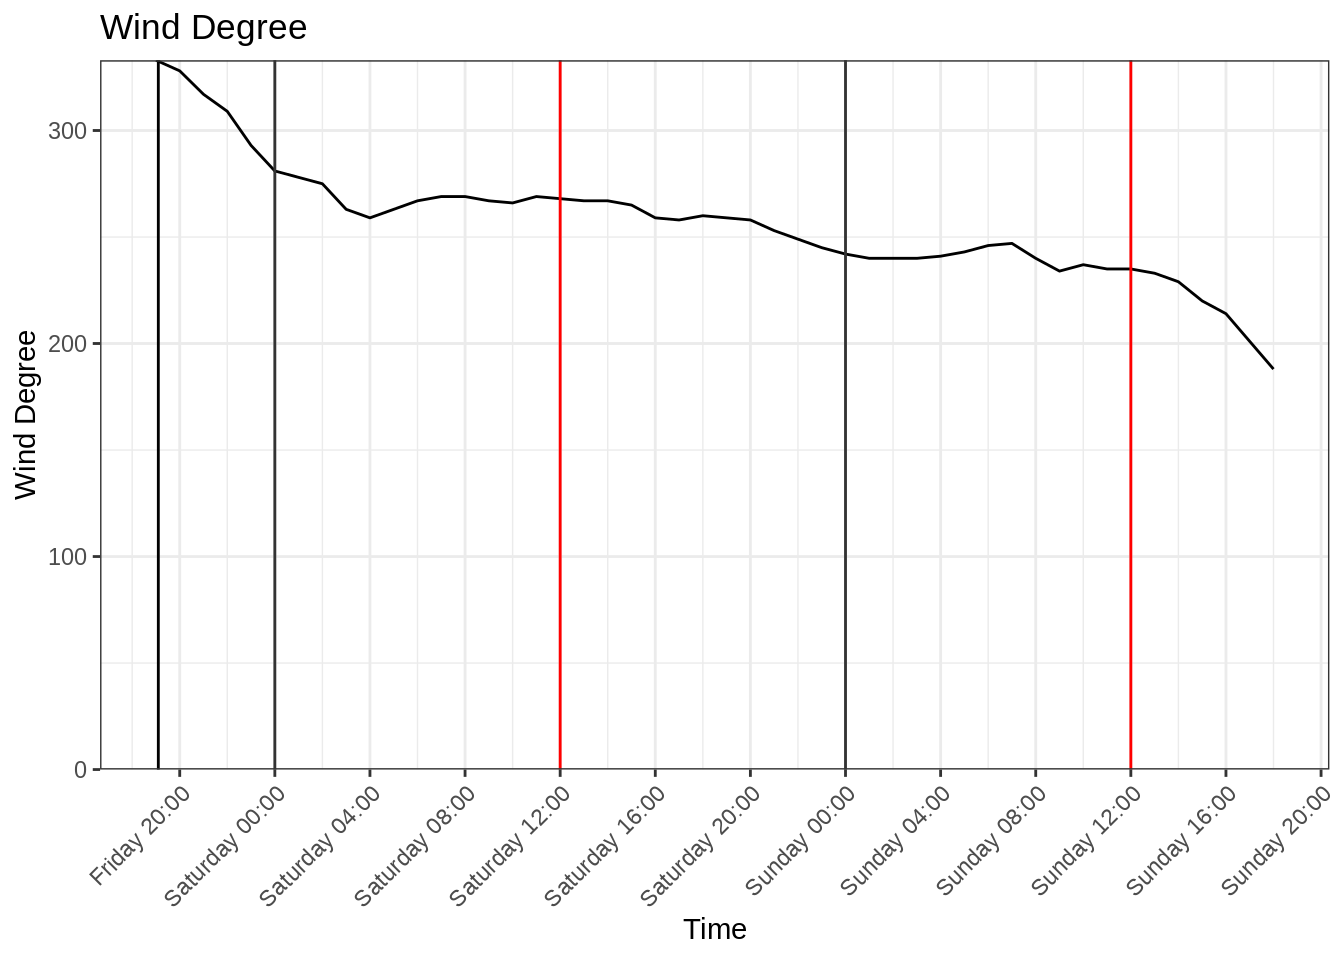 Wind Degree
Wind Degree
300
200
100
0
Friday 20:00
Saturday 00:00
Saturday 04:00
Saturday 08:00
Saturday 12:00
Saturday 16:00
Saturday 20:00
Sunday 00:00
Sunday 04:00
Sunday 08:00
Sunday 12:00
Sunday 16:00
Sunday 20:00
Time